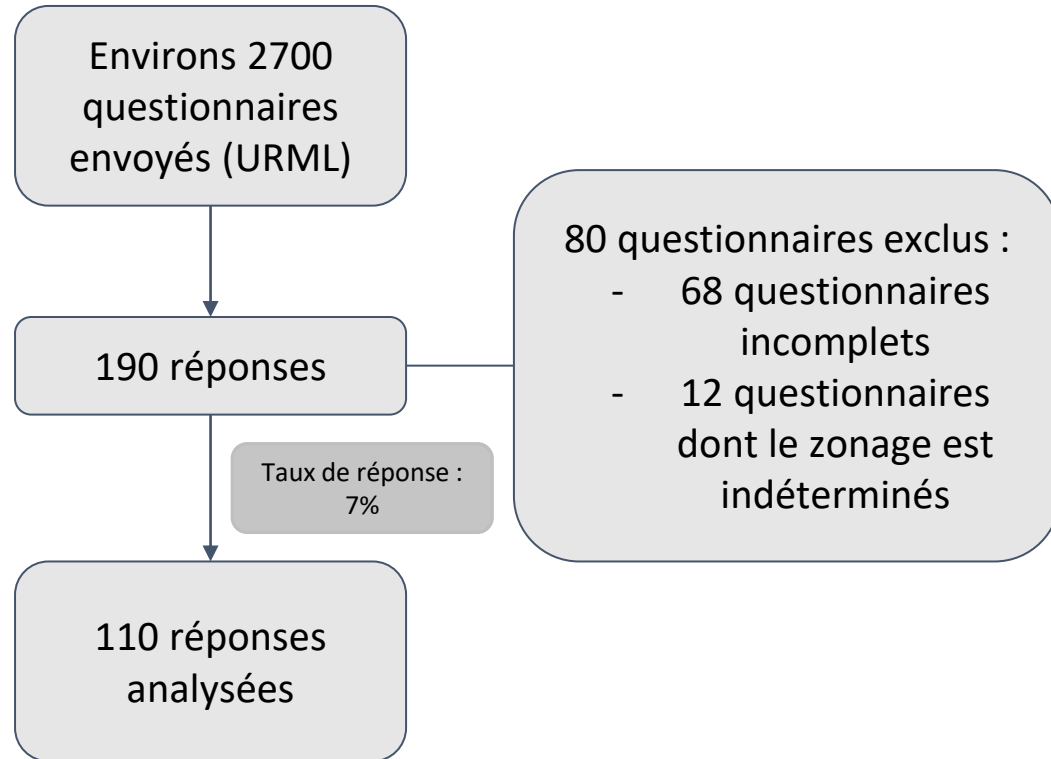 Environs 2700
questionnaires
envoyés (URML)
190 réponses
80 questionnaires exclus :
- 68 questionnaires
incomplets
- 12 questionnaires
dont le zonage est
indéterminés
Taux de réponse :
7%
110 réponses
analysées